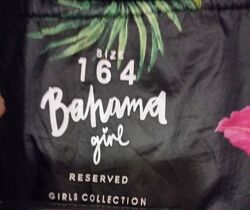 SIZE
164
Bahama
girl
RESERVED
GIRLS COLLECTION